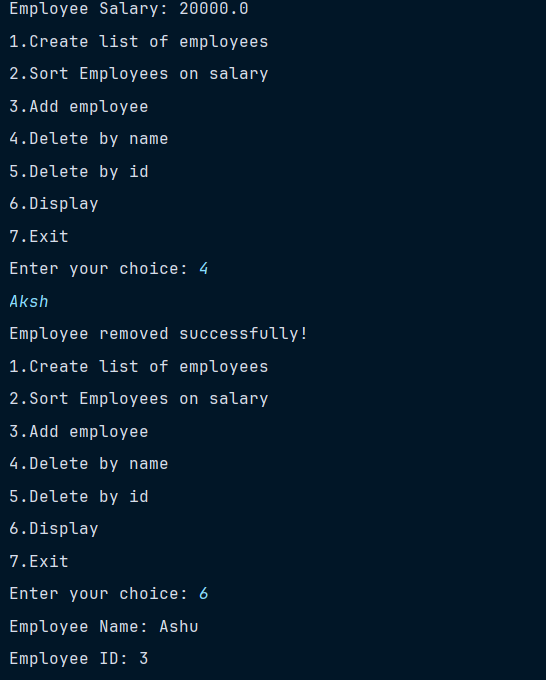 Employee Salary: 20000.0
1.Create list of employees
2.Sort Employees on salary
3.Add employee
4.Delete by name
5.Delete by id
6.Display
7.Exit
Enter your choice: 4
Aksh
Employee removed successfully!
1.Create list of employees
2.Sort Employees on salary
3.Add employee
4.Delete by name
5.Delete by id
6.Display
7.Exit
Enter your choice: 6
Employee Name: Ashu
Employee ID: 3